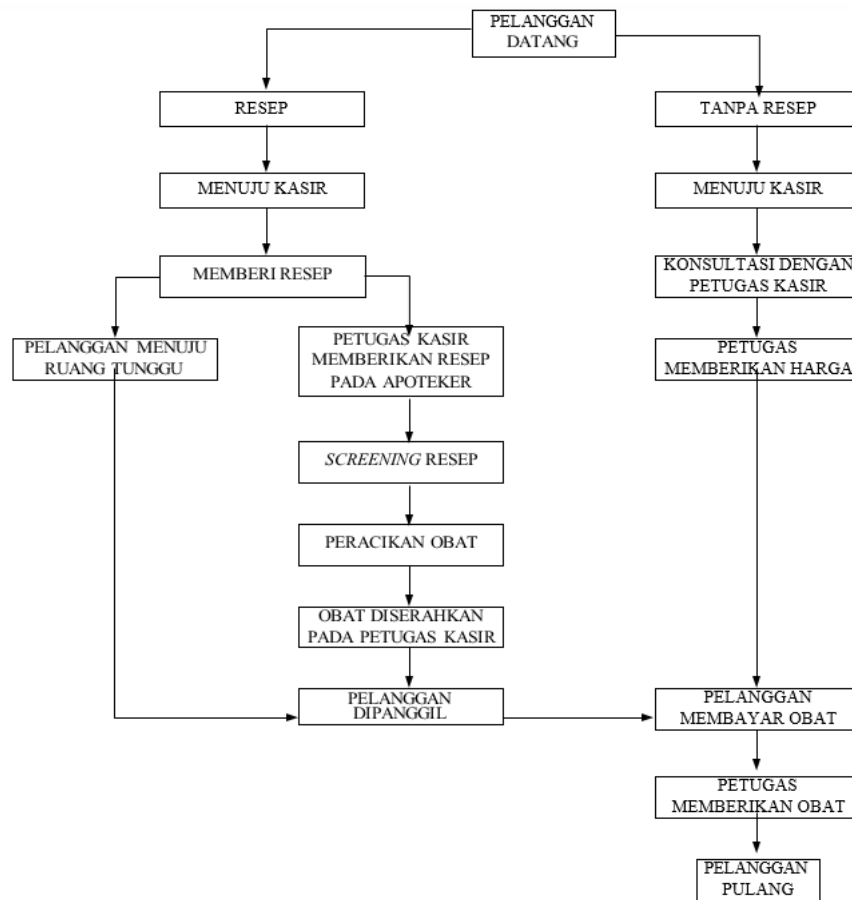 PELANGGAN
DATANG
RESEP
TANPA RESEP
MENUJU KASIR
MENUJU KASIR
MEMBERI RESEP
KONSULTASI DENGAN
PETUGAS KASIR
PELANGGAN MENUJU
RUANG TUNGGU
PETUGAS KASIR
MEMBERIKAN RESEP
PADA APOTEKER
PETUGAS
MEMBERIKAN HARGA
SCREENING RESEP
PERACIKAN OBAT
OBAT DISERAHKAN
PADA PETUGAS KASIR
PELANGGAN
DIPANGGIL
PELANGGAN
MEMBAYAR OBAT
PETUGAS
MEMBERIKAN OBAT
PELANGGAN
PULANG